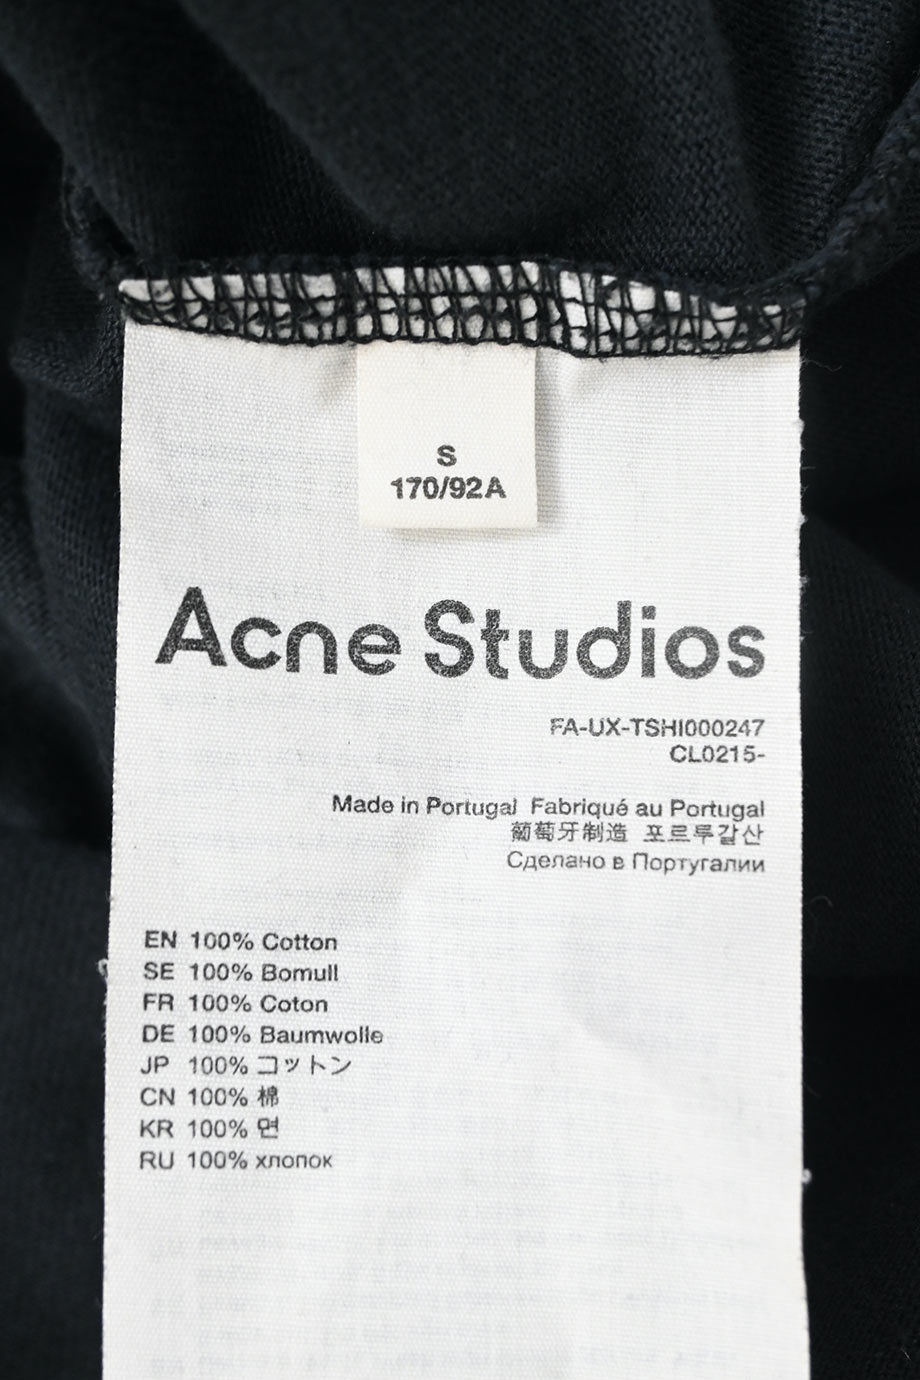 S
170/92A
Acne Studios
FA-UX-TSHI000247
CL0215-
Made in Portugal Fabriqué au Portugal
葡萄牙制造 포르투갈산
Сделано в Португалии
EN 100% Cotton
SE 100% Bomull
FR 100% Coton
DE 100% Baumwolle
JP 100% コットン
CN 100% 棉
KR 100% 면
RU 100% хлопок